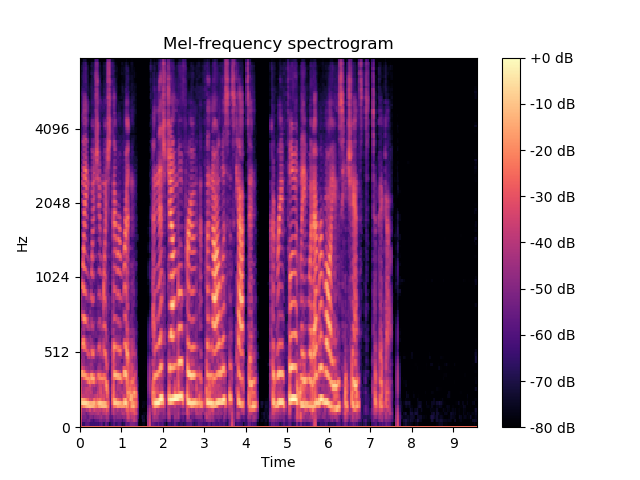 Mel-frequency spectrogram
+0 dB
-10 dB
-20 dB
-30 dB
-40 dB
-50 dB
-60 dB
-70 dB
-80 dB
Hz
4096
2048
1024
512
0
0 1 2 3 4 5 6 7 8 9
Time